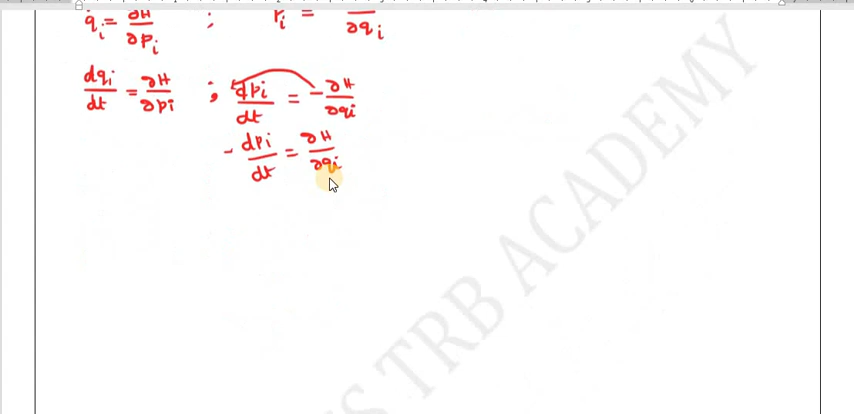 q̇ᵢ = ∂H/∂pᵢ ; ṗᵢ = ∂qᵢ
dqᵢ/dt = ∂H/∂pᵢ ; dpᵢ/dt = -∂H/∂qᵢ
-dpᵢ/dt = ∂H/∂qᵢ
TRB ACADEMY